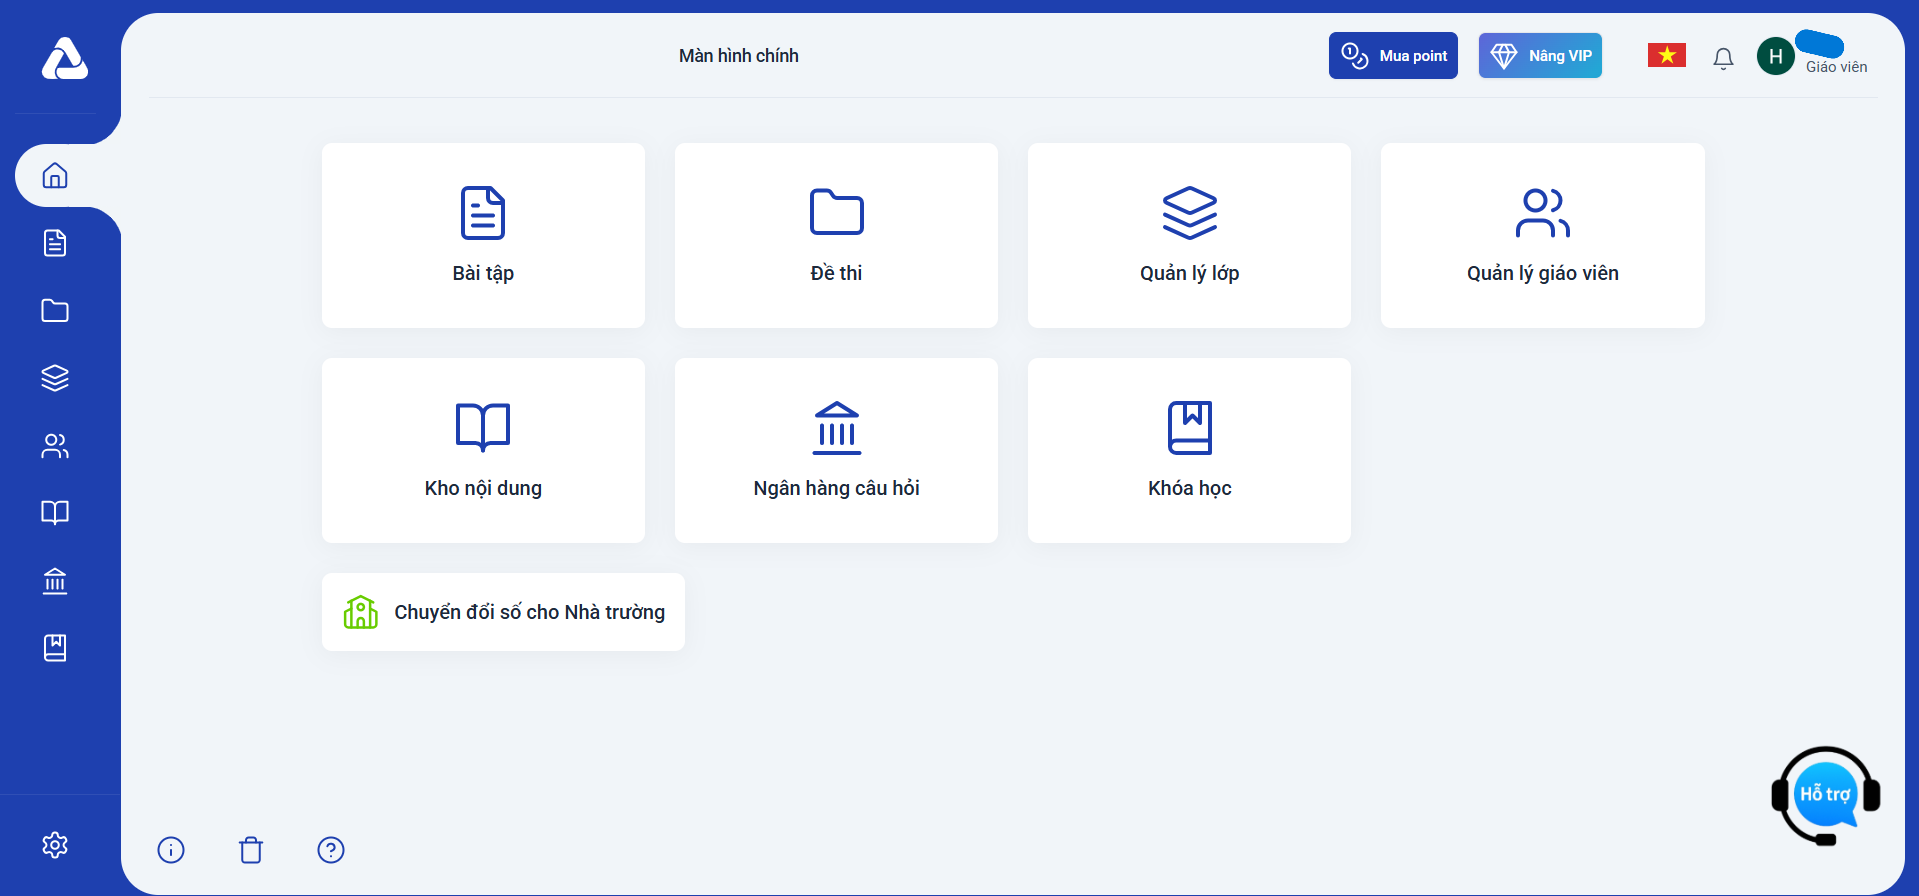 Màn hình chính
Mua point
Nâng VIP
H
Giáo viên
Bài tập
Đề thi
Quản lý lớp
Quản lý giáo viên
Kho nội dung
Ngân hàng câu hỏi
Khóa học
Chuyển đổi số cho Nhà trường
Hỗ trợ